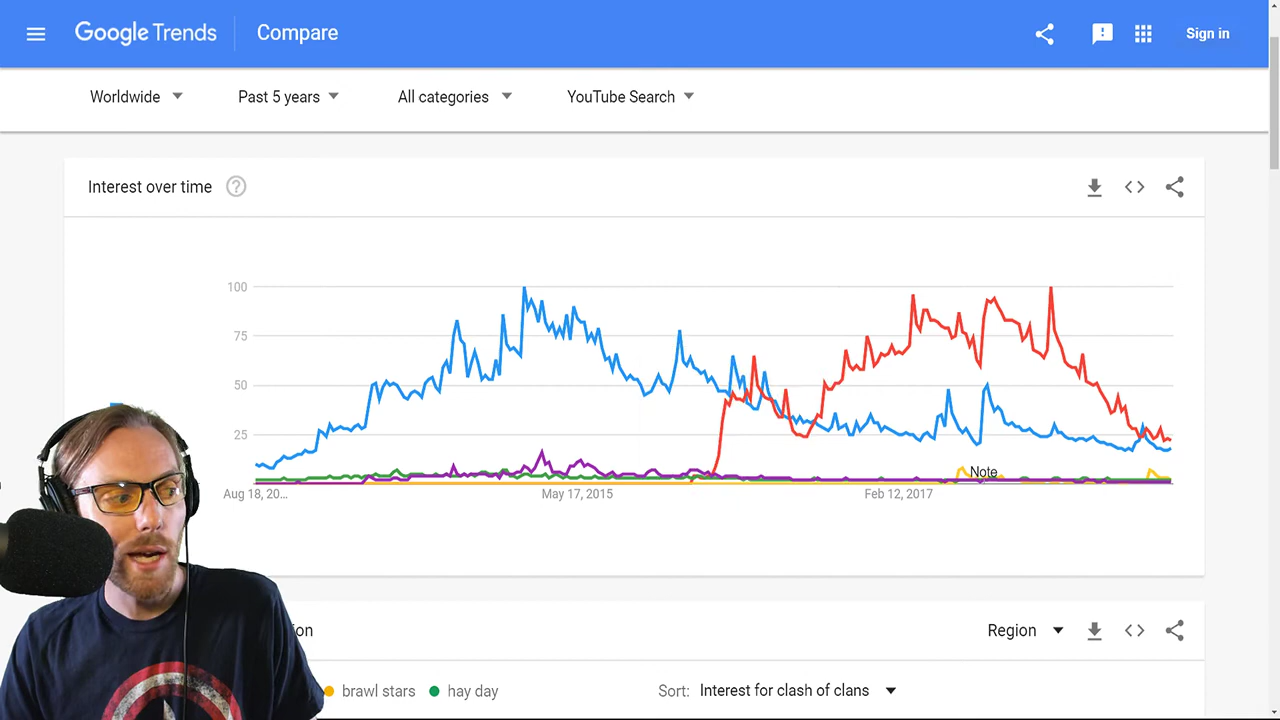 Google Trends Compare Sign in
Worldwide Past 5 years All categories YouTube Search
Interest over time ?
100
75
50
25
Note
Aug 18, 20... May 17, 2015 Feb 12, 2017
Region
brawl stars hay day Sort: Interest for clash of clans